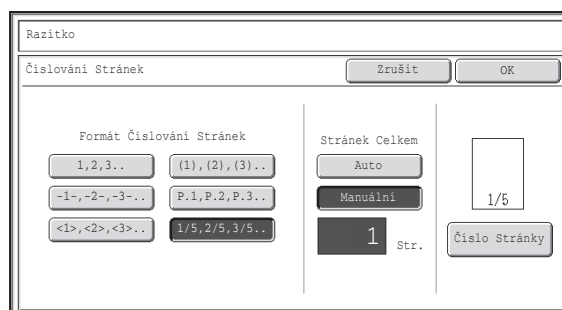 Razítko
Číslování Stránek
Zrušit
OK
Formát Číslování Stránek
1,2,3..
(1),(2),(3)..
-1-,-2-,-3-..
P.1,P.2,P.3..
<1>,<2>,<3>..
1/5,2/5,3/5..
Stránek Celkem
Auto
Manuální
1 Str.
1/5
Číslo Stránky